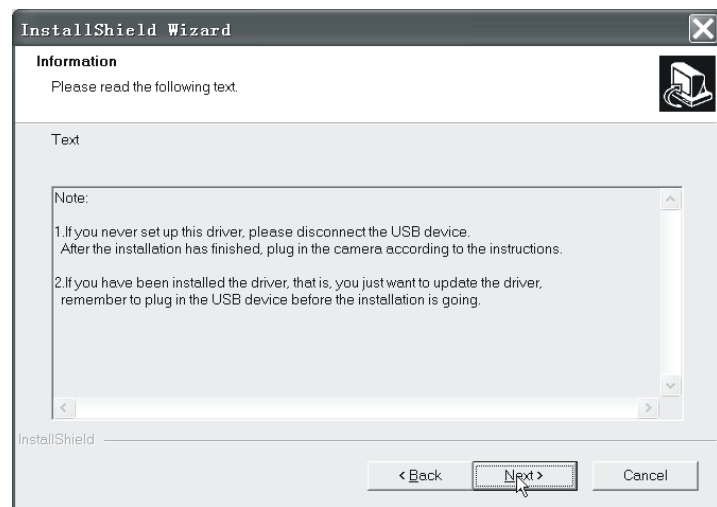 InstallShield Wizard
Information
Please read the following text.
Text
Note:
1.If you never set up this driver, please disconnect the USB device.
After the installation has finished, plug in the camera according to the instructions.
2.If you have been installed the driver, that is, you just want to update the driver,
remember to plug in the USB device before the installation is going.
InstallShield
< Back
Next >
Cancel